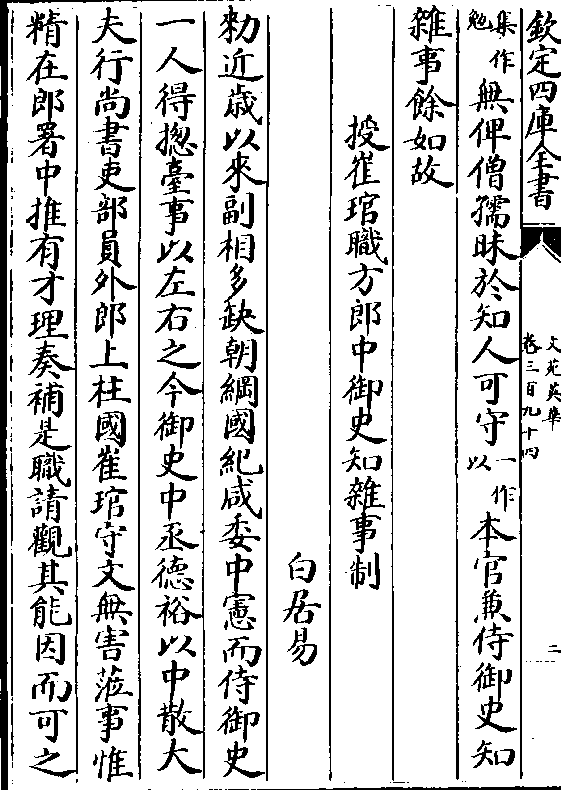 欽定四庫全書
文苑英華
卷三百九十四
二
集作勉無俾僧孺昧於知人可守一作以本官兼侍御史知
雜事餘如故
授崔琯職方郎中御史知雜事制
白居易
勑近歳以來副相多缺朝綱國紀咸委中憲而侍御史
一人得揔臺事以左右之今御史中丞德裕以中散大
夫行尚書吏部員外郎上柱國崔琯守文無害蒞事惟
精在郎署中推有才理奏補是職請觀其能因而可之